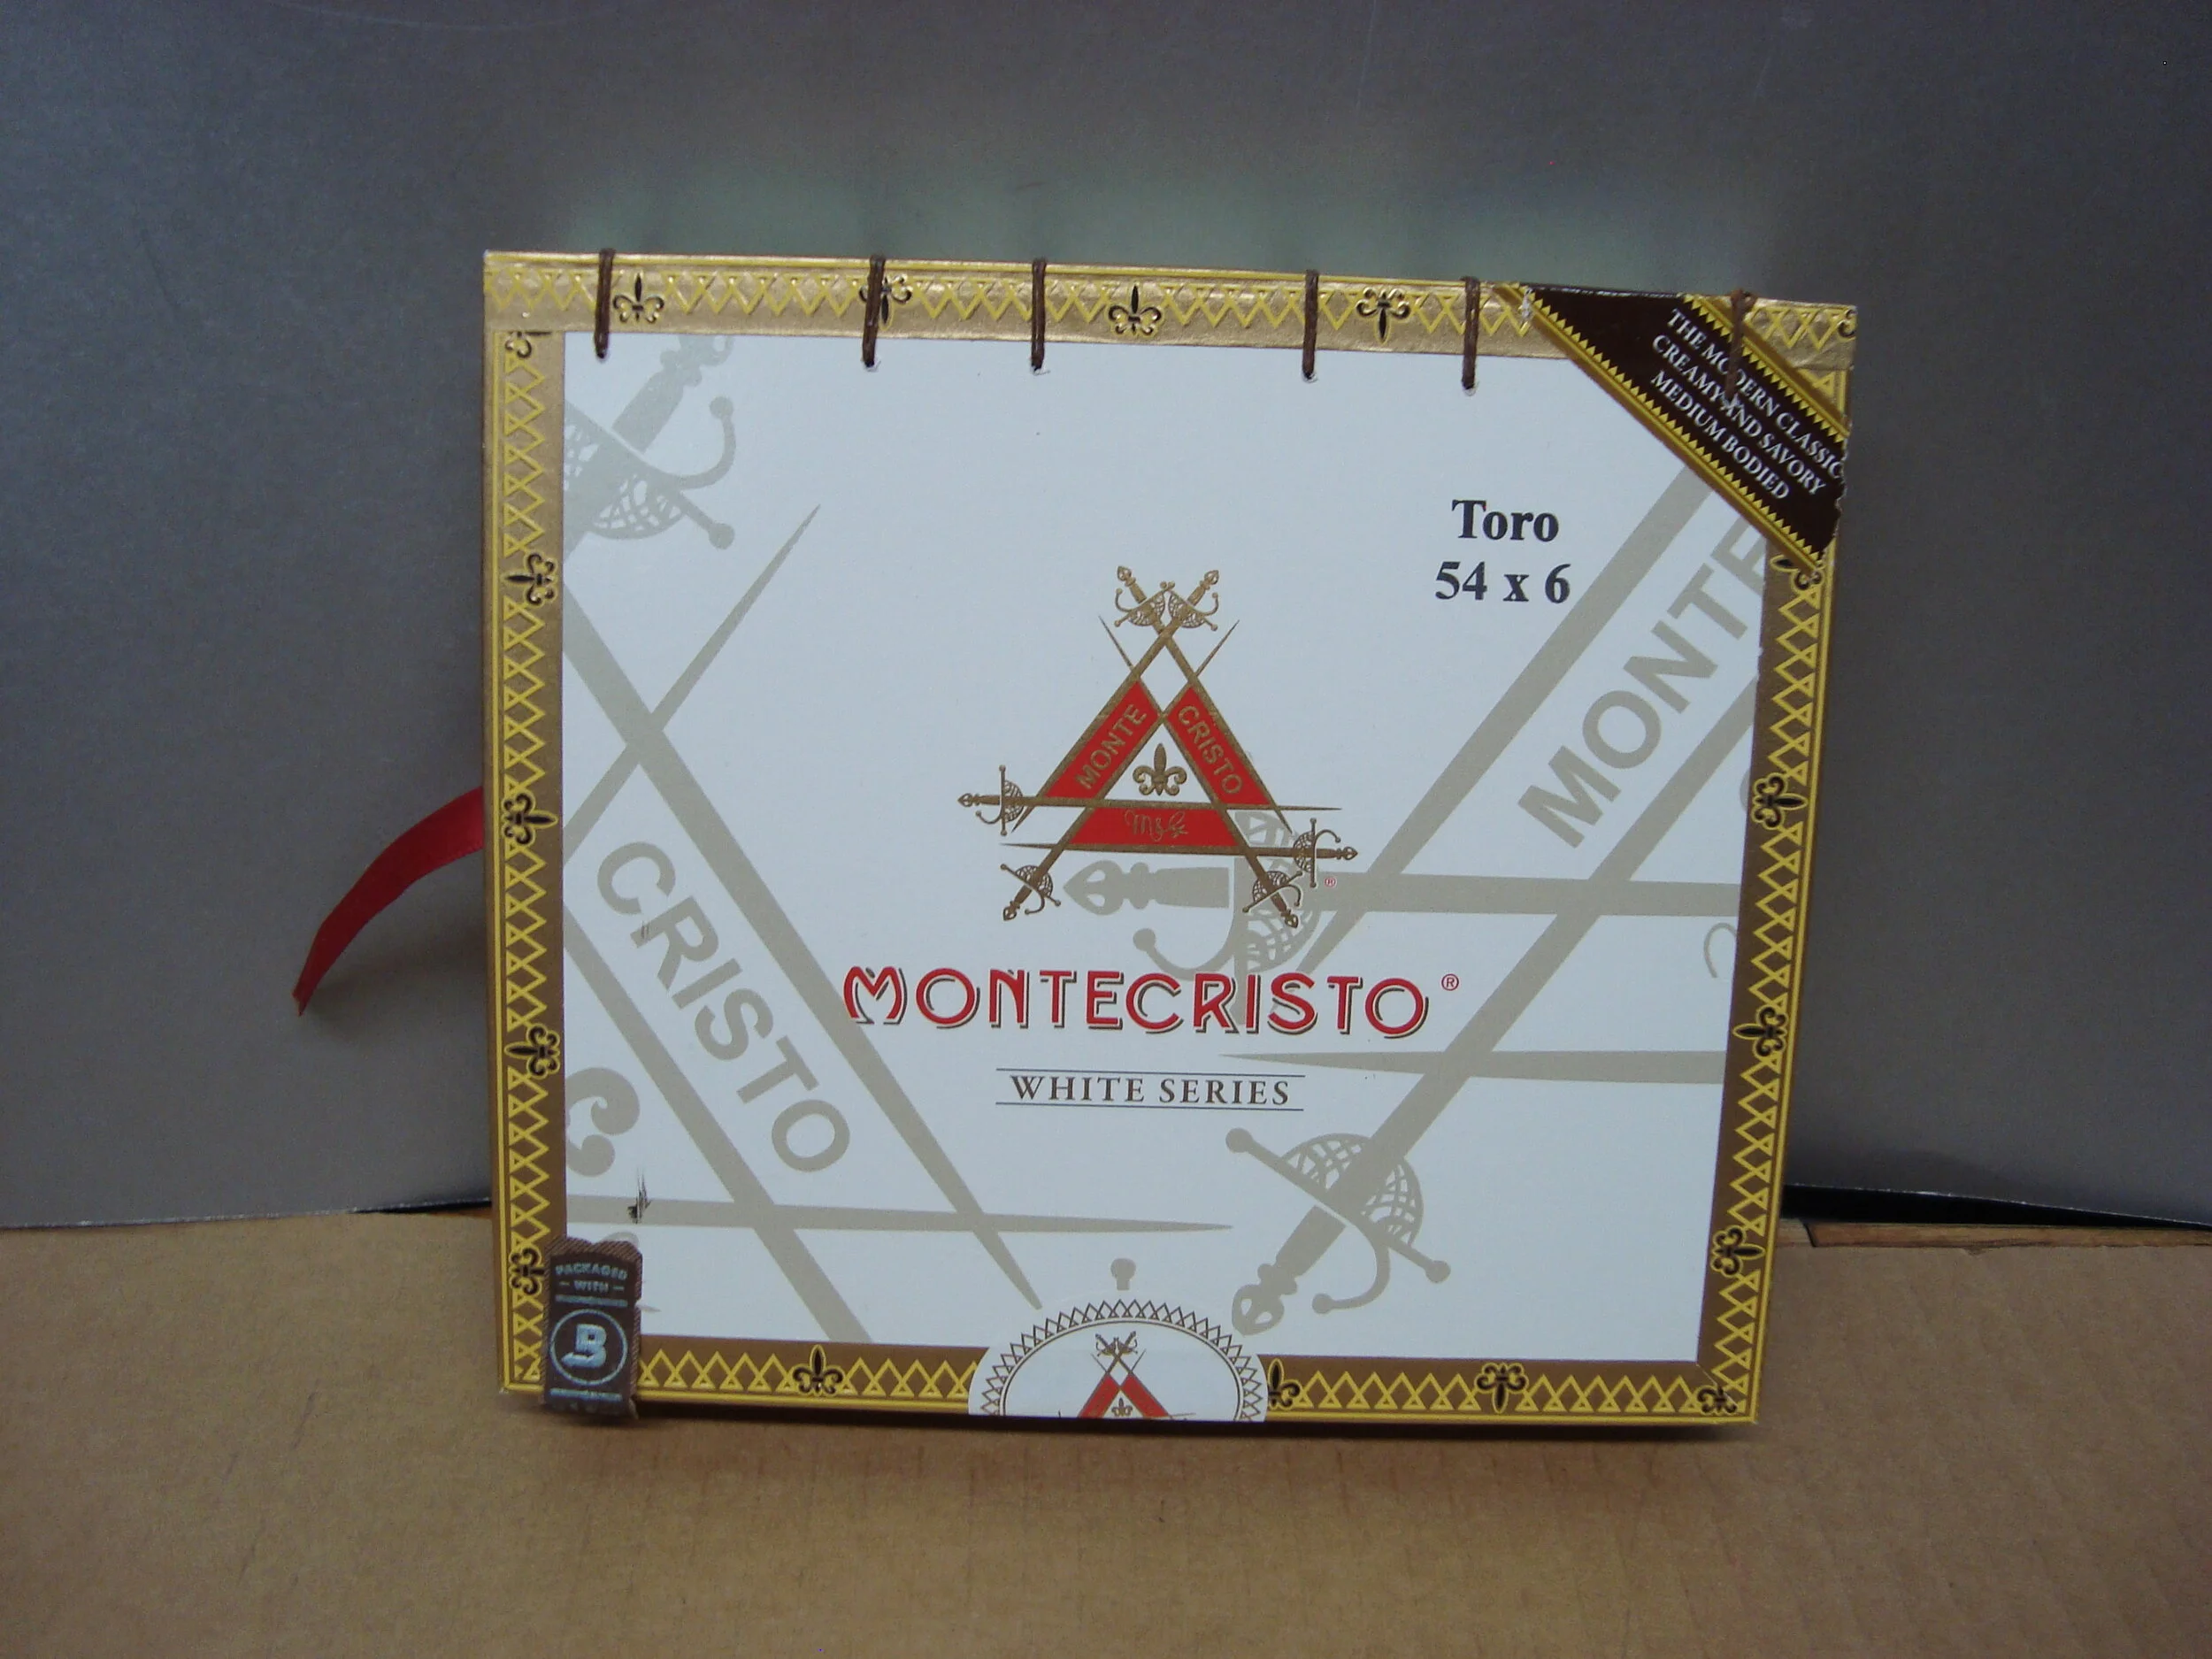 THE MODERN CLASSIC
CREAMY AND SAVORY
MEDIUM BODIED
Toro
54 x 6
MONTE
MONTE CRISTO
CRISTO
MONTECRISTO®
WHITE SERIES
PACKAGED
WITH
B